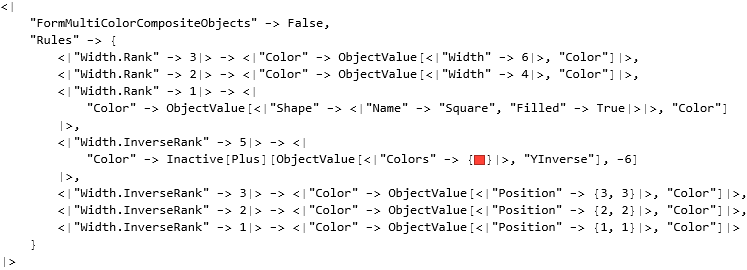 <|
"FormMultiColorCompositeObjects" -> False,
"Rules" -> {
<|"Width.Rank" -> 3|> -> <|"Color" -> ObjectValue[<|"Width" -> 6|>, "Color"]|>,
<|"Width.Rank" -> 2|> -> <|"Color" -> ObjectValue[<|"Width" -> 4|>, "Color"]|>,
<|"Width.Rank" -> 1|> -> <|
"Color" -> ObjectValue[<|"Shape" -> <|"Name" -> "Square", "Filled" -> True|>|>, "Color"]
|>,
<|"Width.InverseRank" -> 5|> -> <|
"Color" -> Inactive[Plus][ObjectValue[<|"Colors" -> {}|>, "YInverse"], -6]
|>,
<|"Width.InverseRank" -> 3|> -> <|"Color" -> ObjectValue[<|"Position" -> {3, 3}|>, "Color"]|>,
<|"Width.InverseRank" -> 2|> -> <|"Color" -> ObjectValue[<|"Position" -> {2, 2}|>, "Color"]|>,
<|"Width.InverseRank" -> 1|> -> <|"Color" -> ObjectValue[<|"Position" -> {1, 1}|>, "Color"]|>
}
|>